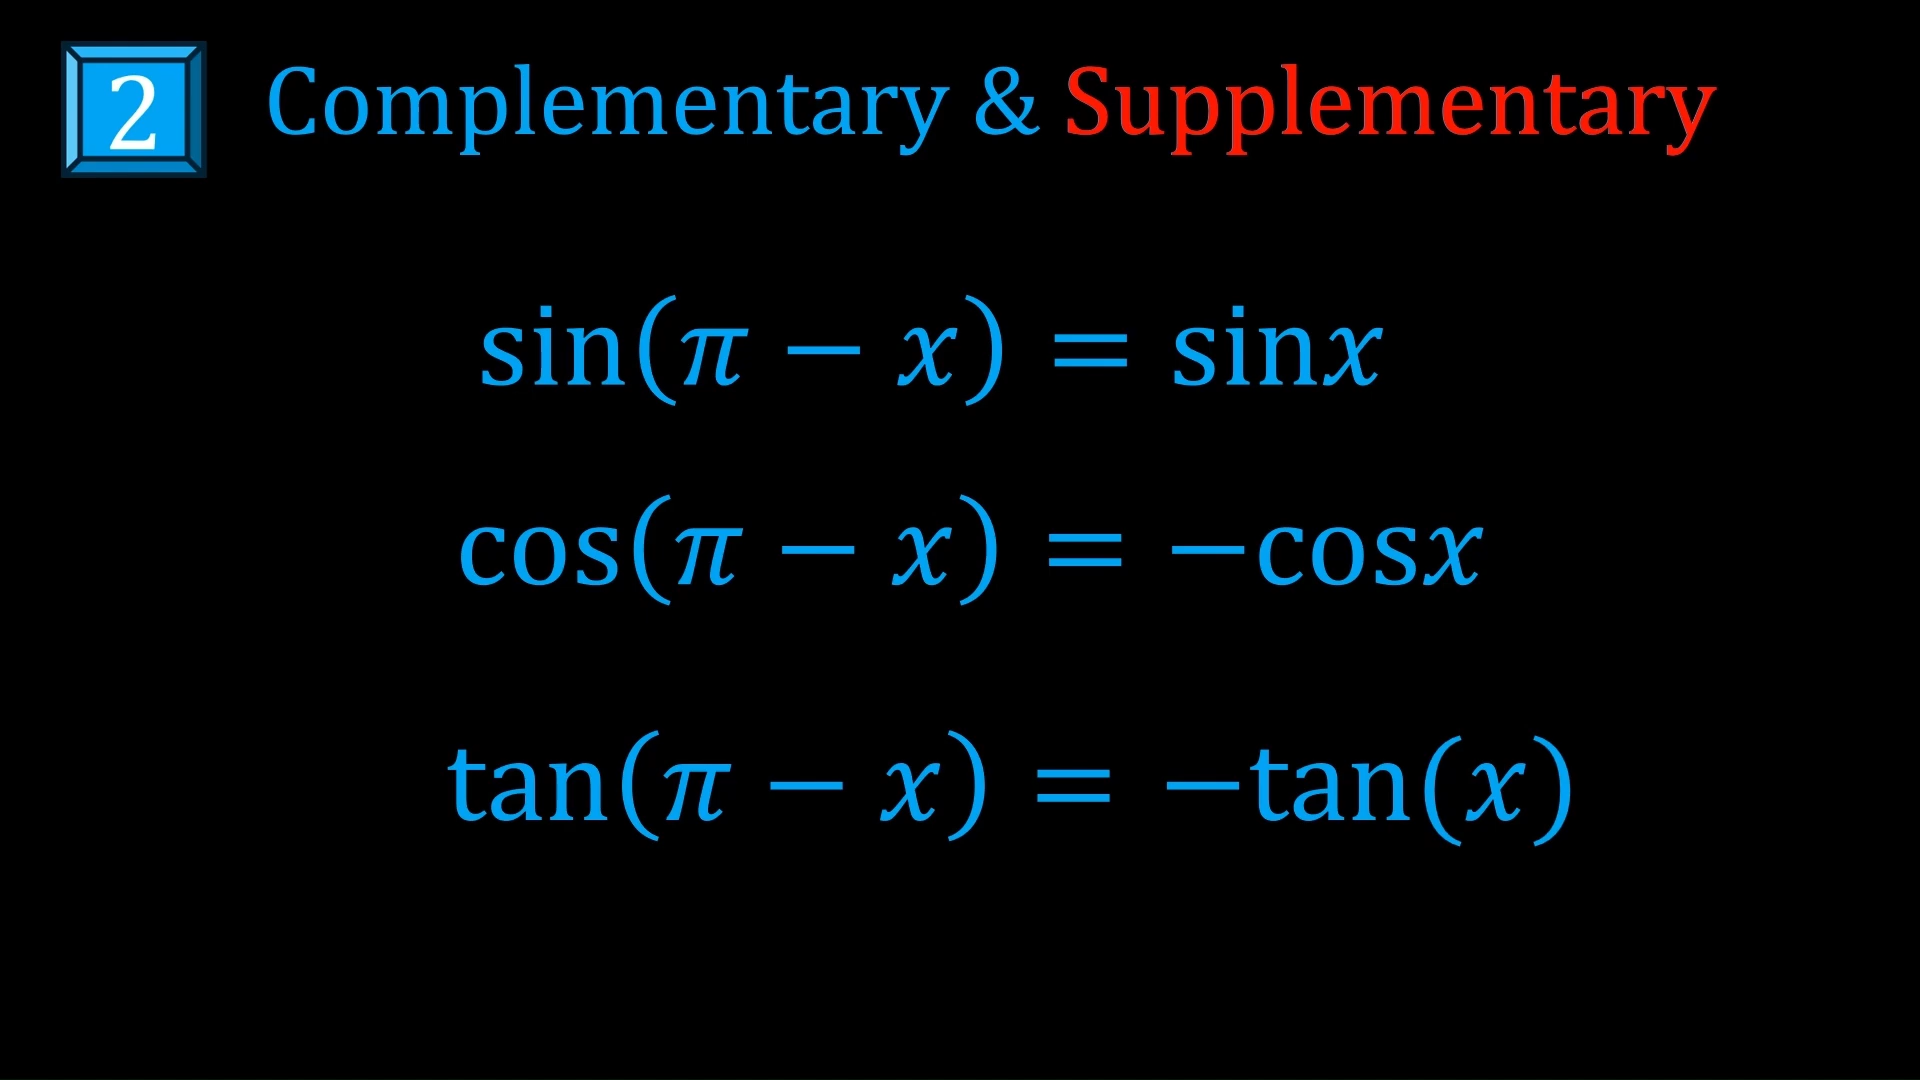 2 Complementary & Supplementary
sin(π − x) = sinx
cos(π − x) = −cosx
tan(π − x) = −tan(x)